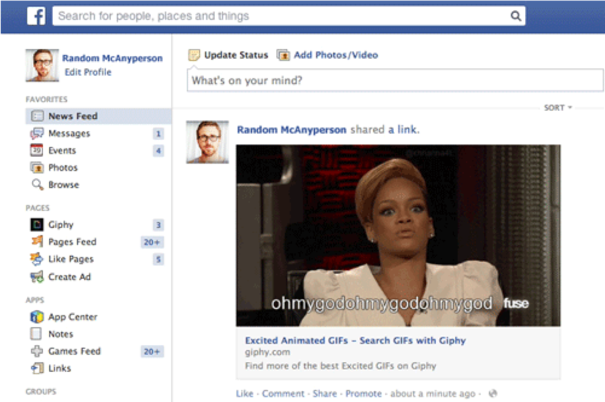 f
Search for people, places and things
Random McAnyperson
Edit Profile
FAVORITES
News Feed
Messages 1
Events 4
Photos
Browse
PAGES
Giphy 3
Pages Feed 20+
Like Pages 5
Create Ad
APPS
App Center
Notes
Games Feed 20+
Links
GROUPS
Update Status Add Photos/Video
What's on your mind?
SORT
Random McAnyperson shared a link.
ohmygodohmygodohmygod fuse
Excited Animated GIFs - Search GIFs with Giphy
giphy.com
Find more of the best Excited GIFs on Giphy
Like · Comment · Share · Promote · about a minute ago ·